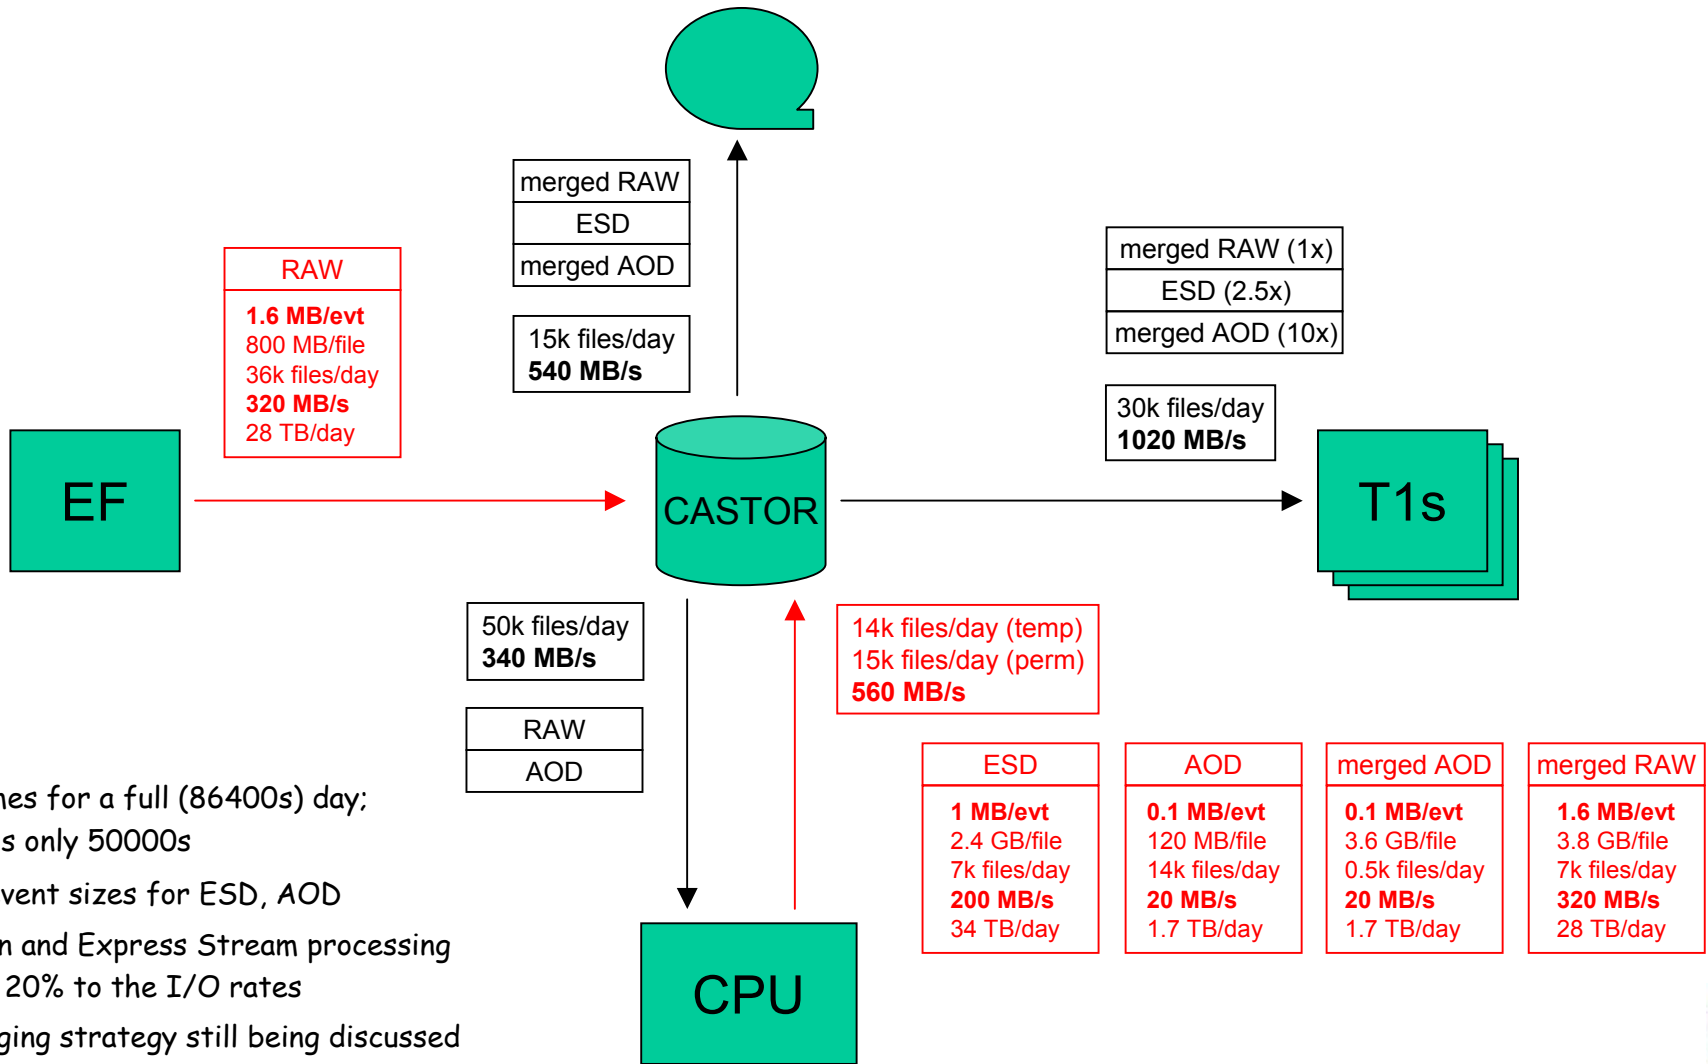 merged RAW
ESD
merged AOD
15k files/day
540 MB/s
RAW
1.6 MB/evt
800 MB/file
36k files/day
320 MB/s
28 TB/day
merged RAW (1x)
ESD (2.5x)
merged AOD (10x)
30k files/day
1020 MB/s
EF
CASTOR
T1s
50k files/day
340 MB/s
RAW
AOD
14k files/day (temp)
15k files/day (perm)
560 MB/s
ESD
1 MB/evt
2.4 GB/file
7k files/day
200 MB/s
34 TB/day
AOD
0.1 MB/evt
120 MB/file
14k files/day
20 MB/s
1.7 TB/day
merged AOD
0.1 MB/evt
3.6 GB/file
0.5k files/day
20 MB/s
1.7 TB/day
merged RAW
1.6 MB/evt
3.8 GB/file
7k files/day
320 MB/s
28 TB/day
CPU
for a full (86400s) day;
only 50000s
sizes for ESD, AOD
and Express Stream processing
20% to the I/O rates
strategy still being discussed